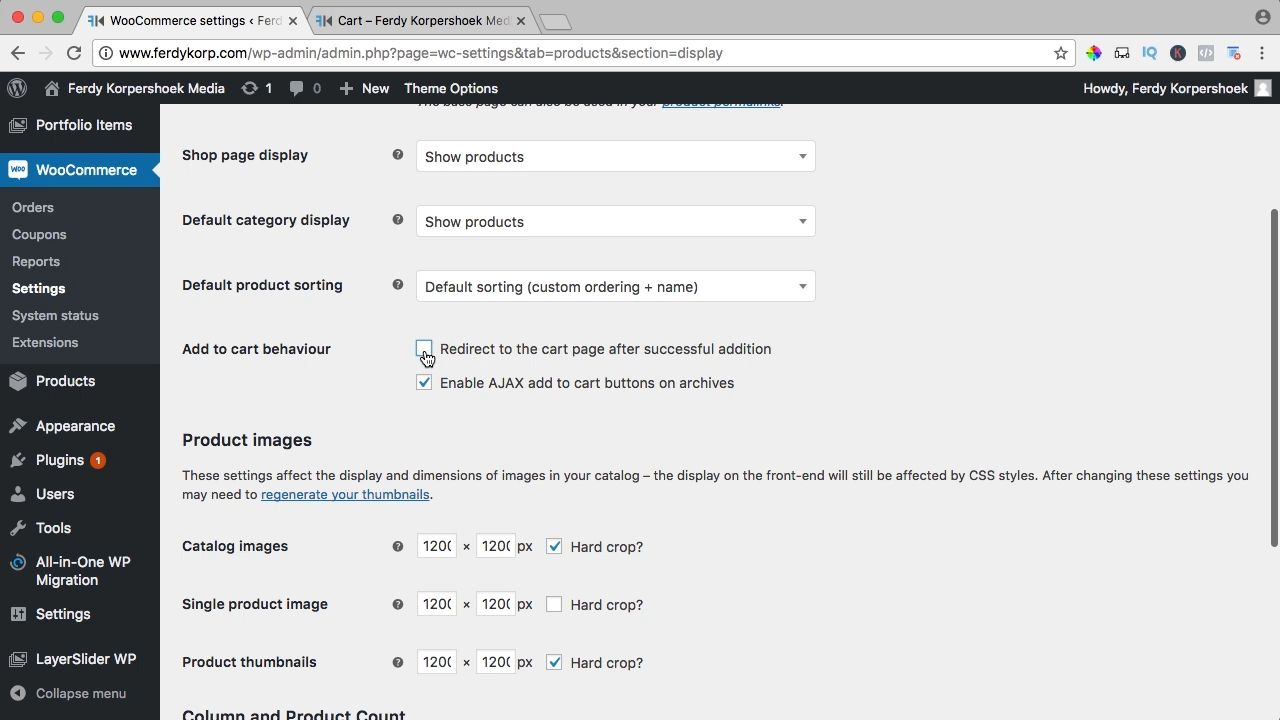 WooCommerce settings ‹ Ferd
Cart – Ferdy Korpershoek Med
www.ferdykorp.com/wp-admin/admin.php?page=wc-settings&tab=products&section=display
Ferdy Korpershoek Media
1
0
New
Theme Options
Howdy, Ferdy Korpershoek
The base page can also be used in your product permalinks.
Portfolio Items
WooCommerce
Orders
Coupons
Reports
Settings
System status
Extensions
Products
Appearance
Plugins 1
Users
Tools
All-in-One WP
Migration
Settings
LayerSlider WP
Collapse menu
Shop page display
Show products
Default category display
Show products
Default product sorting
Default sorting (custom ordering + name)
Add to cart behaviour
Redirect to the cart page after successful addition
Enable AJAX add to cart buttons on archives
Product images
These settings affect the display and dimensions of images in your catalog – the display on the front-end will still be affected by CSS styles. After changing these settings you
may need to regenerate your thumbnails.
Catalog images
1200 × 1200 px Hard crop?
Single product image
1200 × 1200 px Hard crop?
Product thumbnails
1200 × 1200 px Hard crop?
Column and Product Count